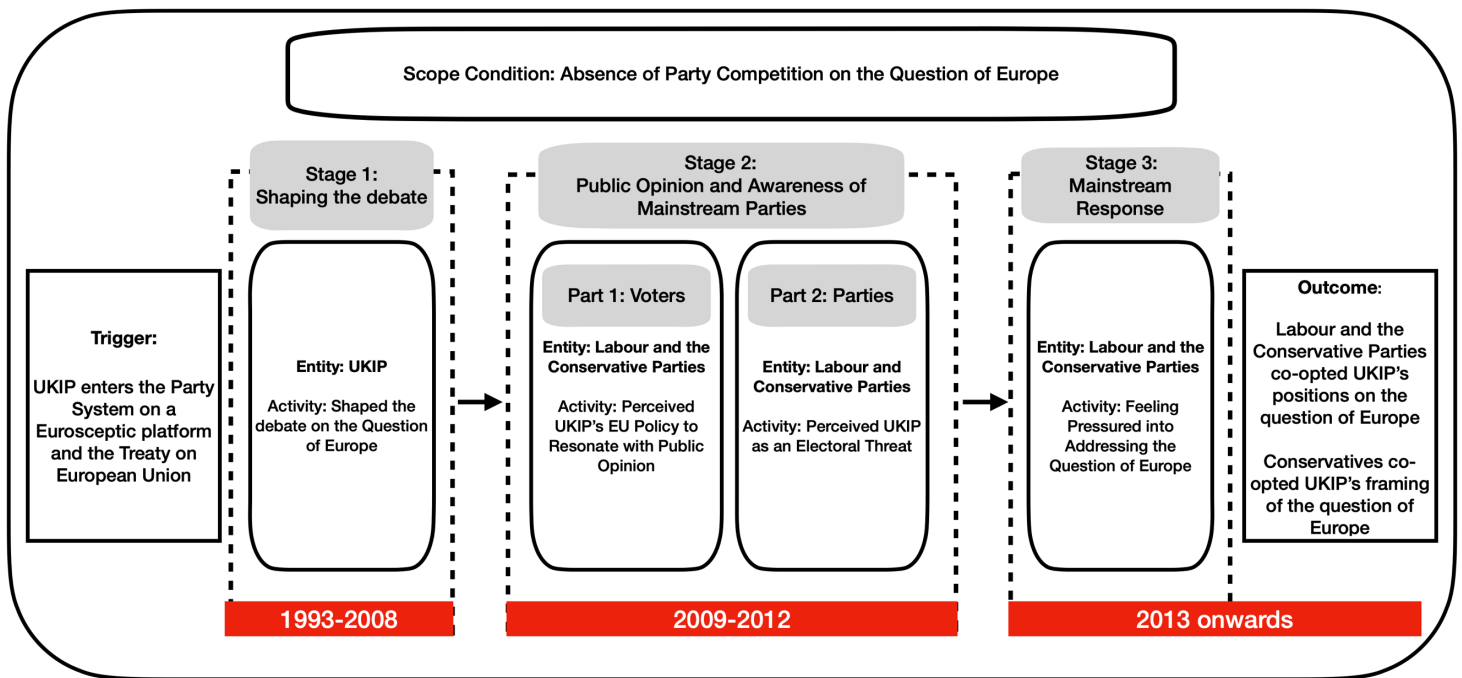 Scope Condition: Absence of Party Competition on the Question of Europe
Stage 1:
Shaping the debate
Stage 2:
Public Opinion and Awareness of
Mainstream Parties
Stage 3:
Mainstream
Response
Trigger:
UKIP enters the Party
System on a
Eurosceptic platform
and the Treaty on
European Union
Entity: UKIP
Activity: Shaped the
debate on the Question
of Europe
Part 1: Voters
Entity: Labour and the
Conservative Parties
Activity: Perceived
UKIP’s EU Policy to
Resonate with Public
Opinion
Part 2: Parties
Entity: Labour and
Conservative Parties
Activity: Perceived UKIP
as an Electoral Threat
Entity: Labour and the
Conservative Parties
Activity: Feeling
Pressured into
Addressing the
Question of Europe
Outcome:
Labour and the
Conservative Parties
co-opted UKIP’s
positions on the
question of Europe
Conservatives co-
opted UKIP’s framing
of the question of
Europe
1993-2008
2009-2012
2013 onwards